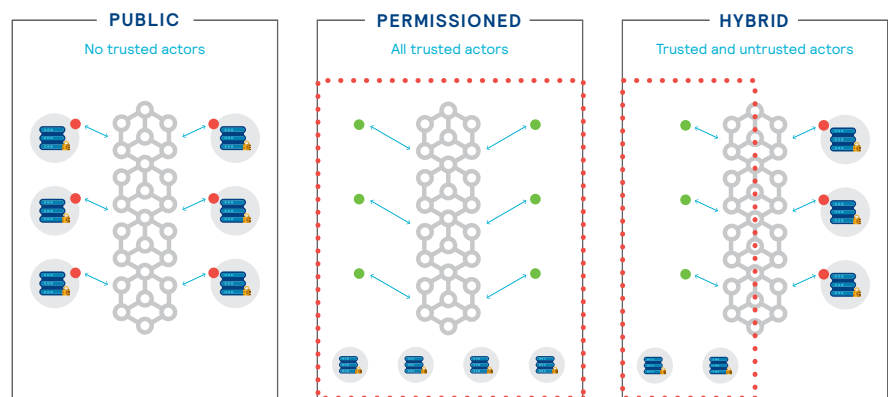 PUBLIC
No trusted actors
PERMISSIONED
All trusted actors
HYBRID
Trusted and untrusted actors